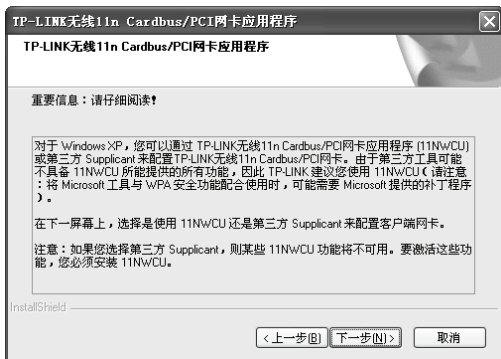 TP-LINK无线11n Cardbus/PCI网卡应用程序
TP-LINK无线11n Cardbus/PCI网卡应用程序
重要信息：请仔细阅读!
对于 Windows XP，您可以通过 TP-LINK无线11n Cardbus/PCI网卡应用程序 (11NWCU)
或第三方 Supplicant 来配置TP-LINK无线11n Cardbus/PCI网卡。由于第三方工具可能
不具备 11NWCU 所能提供的所有功能，因此 TP-LINK 建议您使用 11NWCU（请注意
：将 Microsoft 工具与 WPA 安全功能配合使用时，可能需要 Microsoft 提供的补丁程序
）。
在下一屏幕上，选择是使用 11NWCU 还是第三方 Supplicant 来配置客户端网卡。
注意：如果您选择第三方 Supplicant，则某些 11NWCU 功能将不可用。要激活这些功
能，您必须安装 11NWCU。
InstallShield
<上一步(B) 下一步(N)> 取消